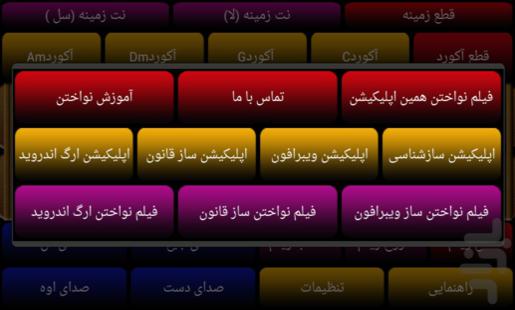 قطع زمینه نت زمینه (لا) نت زمینه (سل )
قطع آکورد آکوردC آکوردG آکوردDm آکوردAm
فیلم نواختن همین اپلیکیشن تماس با ما آموزش نواختن
اپلیکیشن سازشناسی اپلیکیشن ویبرافون اپلیکیشن ساز قانون اپلیکیشن ارگ اندروید
فیلم نواختن ساز ویبرافون فیلم نواختن ساز قانون فیلم نواختن ارگ اندروید
راهنمایی تنظیمات صدای دست صدای اوه